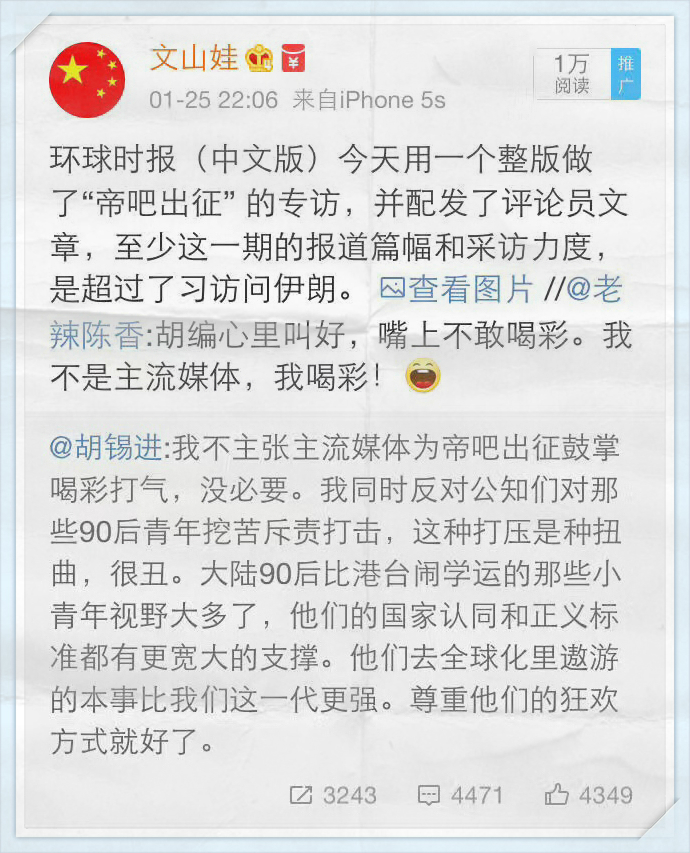 文山娃
01-25 22:06 来自iPhone 5s
1万
阅读
推
广
环球时报（中文版）今天用一个整版做
了“帝吧出征” 的专访，并配发了评论员文
章，至少这一期的报道篇幅和采访力度，
是超过了习访问伊朗。 查看图片 //@老
辣陈香:胡编心里叫好，嘴上不敢喝彩。我
不是主流媒体，我喝彩！
@胡锡进:我不主张主流媒体为帝吧出征鼓掌
喝彩打气，没必要。我同时反对公知们对那
些90后青年挖苦斥责打击，这种打压是种扭
曲，很丑。大陆90后比港台闹学运的那些小
青年视野大多了，他们的国家认同和正义标
准都有更宽大的支撑。他们去全球化里遨游
的本事比我们这一代更强。尊重他们的狂欢
方式就好了。
3243 4471 4349